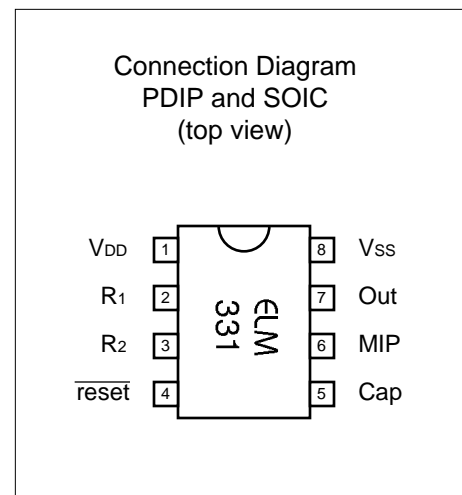 Connection Diagram
PDIP and SOIC
(top view)
VDD 1 8 VSS
R1 2 7 Out
R2 3 6 MIP
reset 4 5 Cap
ELM
331